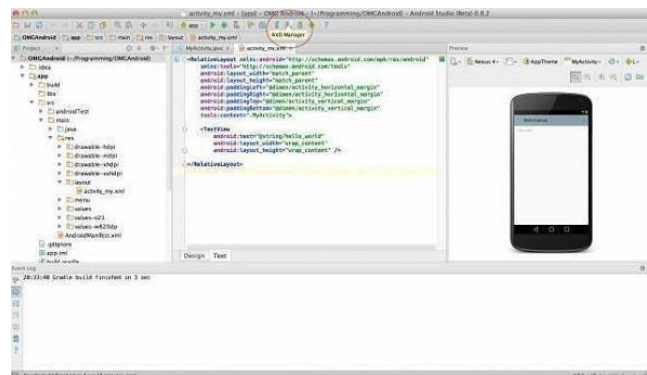 activity_my.xml - [app] - OMG Android - [~/Programming/OMGAndroid] - Android Studio (Beta) 0.8.2
app
OMGAndroid app src main res layout activity_my.xml
AVD Manager
Project
MyActivity.java activity_my.xml
Preview
OMGAndroid (~/Programming/OMGAndroid)
.idea
app
build
libs
src
androidTest
main
java
res
drawable-hdpi
drawable-mdpi
drawable-xhdpi
drawable-xxhdpi
layout
activity_my.xml
menu
values
values-w820dp
AndroidManifest.xml
.gitignore
app.iml
build.gradle
<RelativeLayout xmlns:android="http://schemas.android.com/apk/res/android"
xmlns:tools="http://schemas.android.com/tools"
android:layout_width="match_parent"
android:layout_height="match_parent"
android:paddingLeft="@dimen/activity_horizontal_margin"
android:paddingRight="@dimen/activity_horizontal_margin"
android:paddingTop="@dimen/activity_vertical_margin"
android:paddingBottom="@dimen/activity_vertical_margin"
tools:context=".MyActivity">
<TextView
android:text="@string/hello_world"
android:layout_width="wrap_content"
android:layout_height="wrap_content" />
</RelativeLayout>
Nexus 4 AppTheme MyActivity
Design Text
Event Log
20:33:40 Gradle build finished in 3 sec